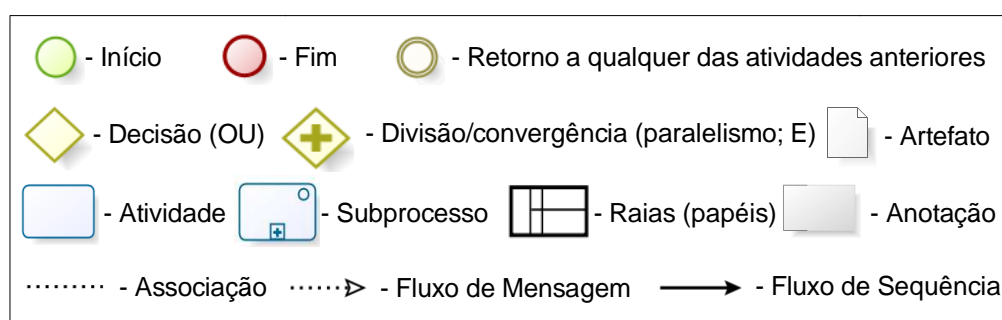 - Início - Fim - Retorno a qualquer das atividades anteriores
- Decisão (OU) - Divisão/convergência (paralelismo; E) - Artefato
- Atividade - Subprocesso - Raias (papéis) - Anotação
- Associação - Fluxo de Mensagem - Fluxo de Sequência